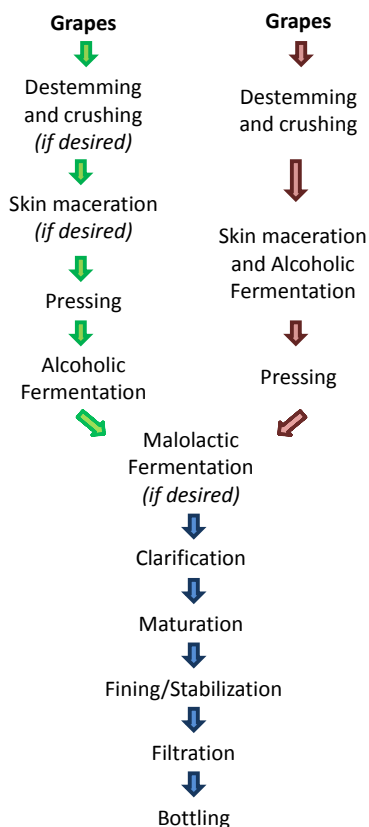 Grapes
Destemming
and crushing
(if desired)
Skin maceration
(if desired)
Pressing
Alcoholic
Fermentation
Grapes
Destemming
and crushing
Skin maceration
and Alcoholic
Fermentation
Pressing
Malolactic
Fermentation
(if desired)
Clarification
Maturation
Fining/Stabilization
Filtration
Bottling